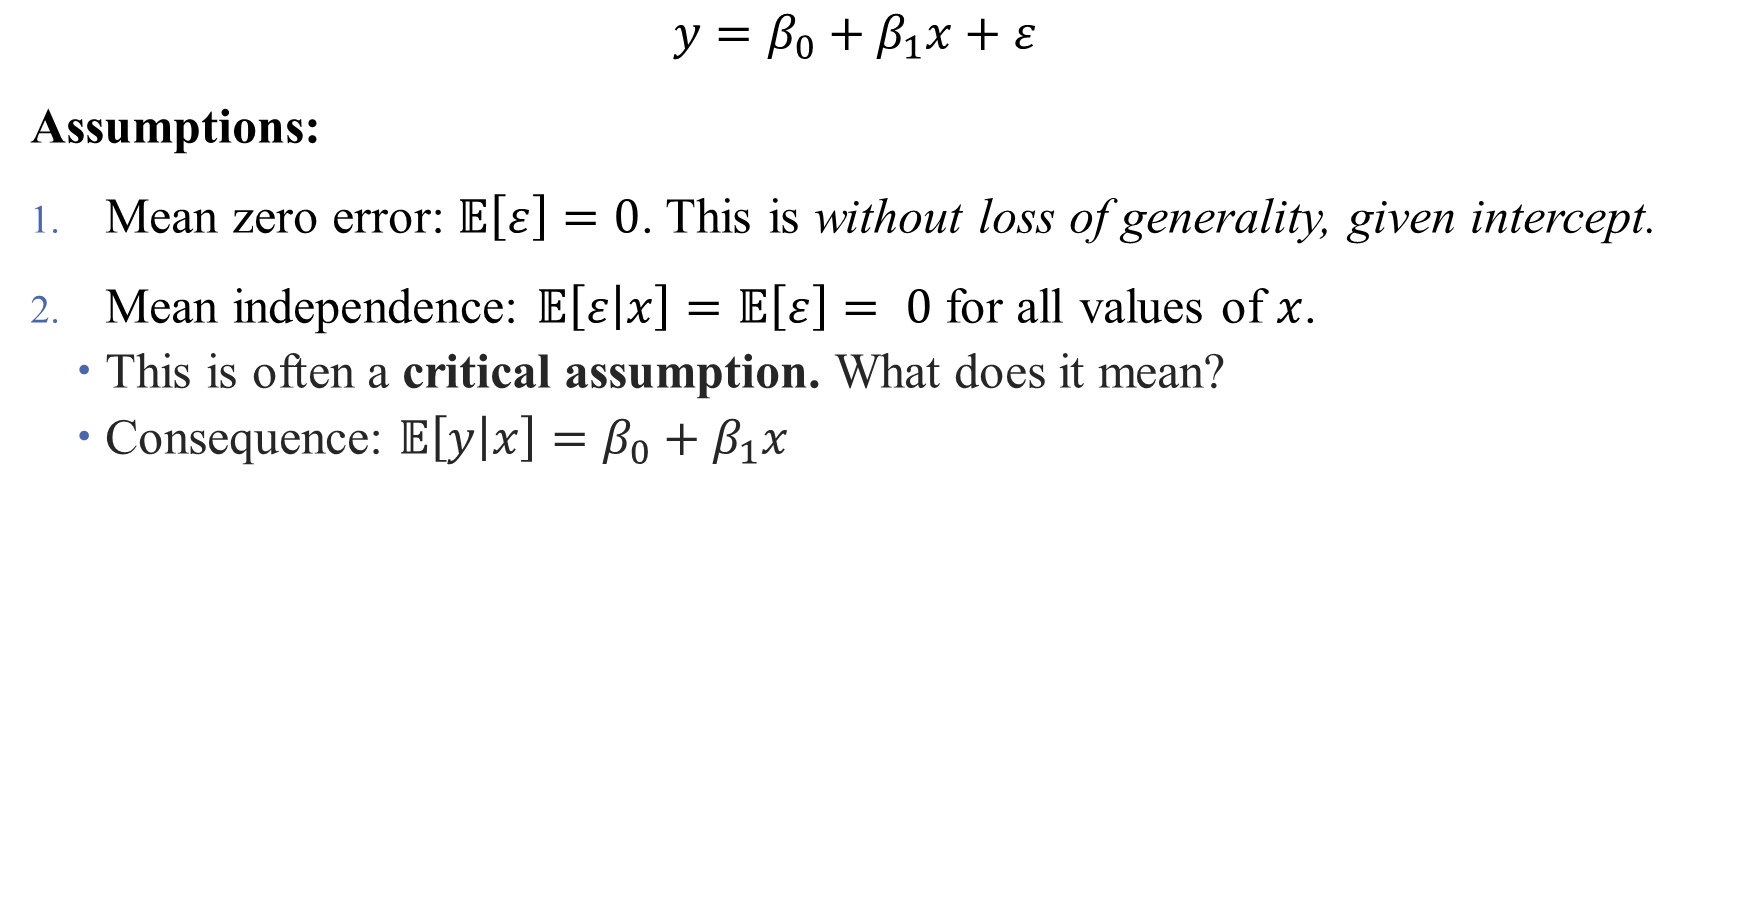 y = β₀ + β₁x + ε
Assumptions:
1. Mean zero error: 𝔼[ε] = 0. This is without loss of generality, given intercept.
2. Mean independence: 𝔼[ε|x] = 𝔼[ε] = 0 for all values of x.
• This is often a critical assumption. What does it mean?
• Consequence: 𝔼[y|x] = β₀ + β₁x